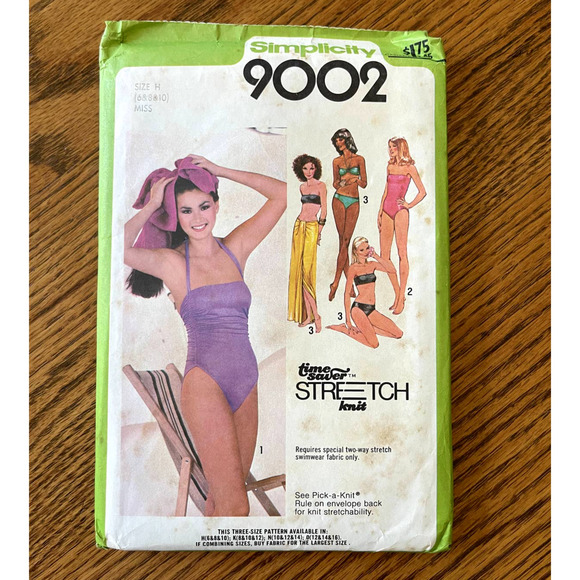 Simplicity
$1.75
9002
SIZE H
(6&8&10)
MISS
3
3
3
2
1
time saver™
STRETCH
knit
Requires special two-way stretch
swimwear fabric only.
See Pick-a-Knit®
Rule on envelope back
for knit stretchability.
THIS THREE-SIZE PATTERN AVAILABLE IN:
H(6&8&10); K(8&10&12); N(10&12&14); O(12&14&16).
IF COMBINING SIZES, BUY FABRIC FOR THE LARGEST SIZE.